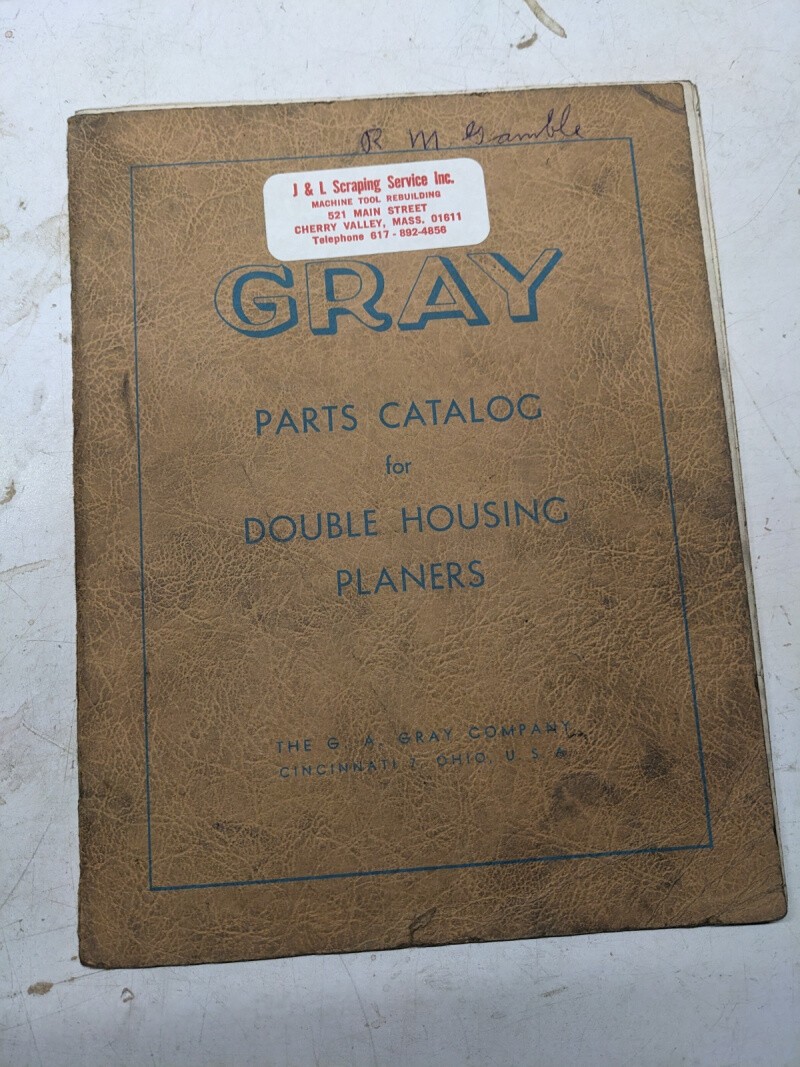 R M Gamble
J & L Scraping Service Inc.
MACHINE TOOL REBUILDING
521 MAIN STREET
CHERRY VALLEY, MASS. 01611
Telephone 617 - 892-4856
GRAY
PARTS CATALOG
for
DOUBLE HOUSING
PLANERS
THE G. A. GRAY COMPANY
CINCINNATI 7, OHIO, U. S. A.